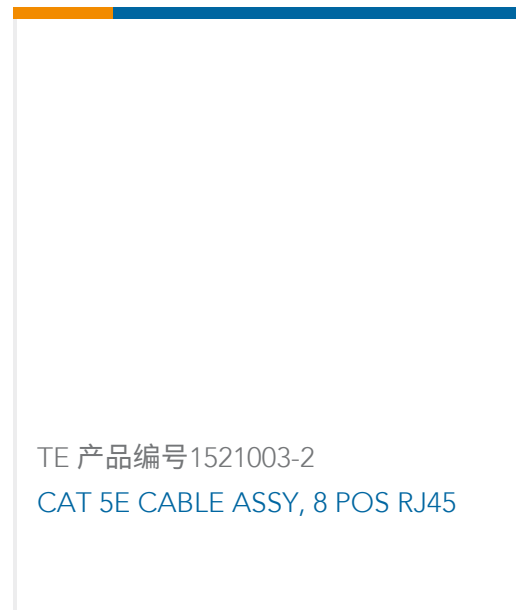 TE 产品编号1521003-2
CAT 5E CABLE ASSY, 8 POS RJ45